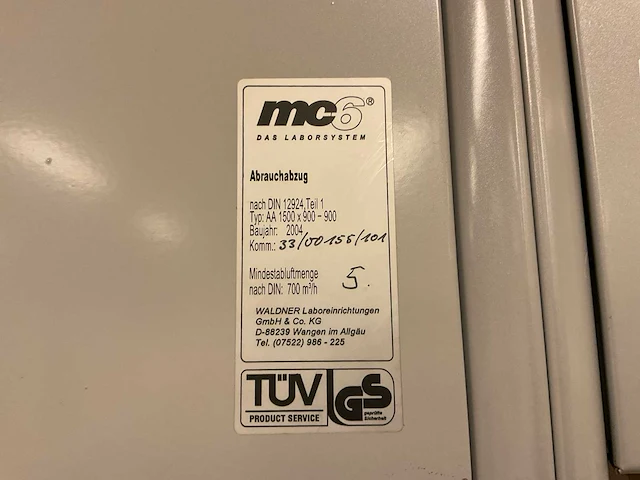 mc6®
DAS LABORSYSTEM
Abrauchabzug
nach DIN 12924,Teil 1
Typ: AA 1500 x 900 – 900
Baujahr: 2004
Komm.: 33/00155/101
Mindestabluftmenge
nach DIN: 700 m³/h 5.
WALDNER Laboreinrichtungen
GmbH & Co. KG
D-88239 Wangen im Allgäu
Tel. (07522) 986 - 225
TÜV
PRODUCT SERVICE
GS
geprüfte
Sicherheit